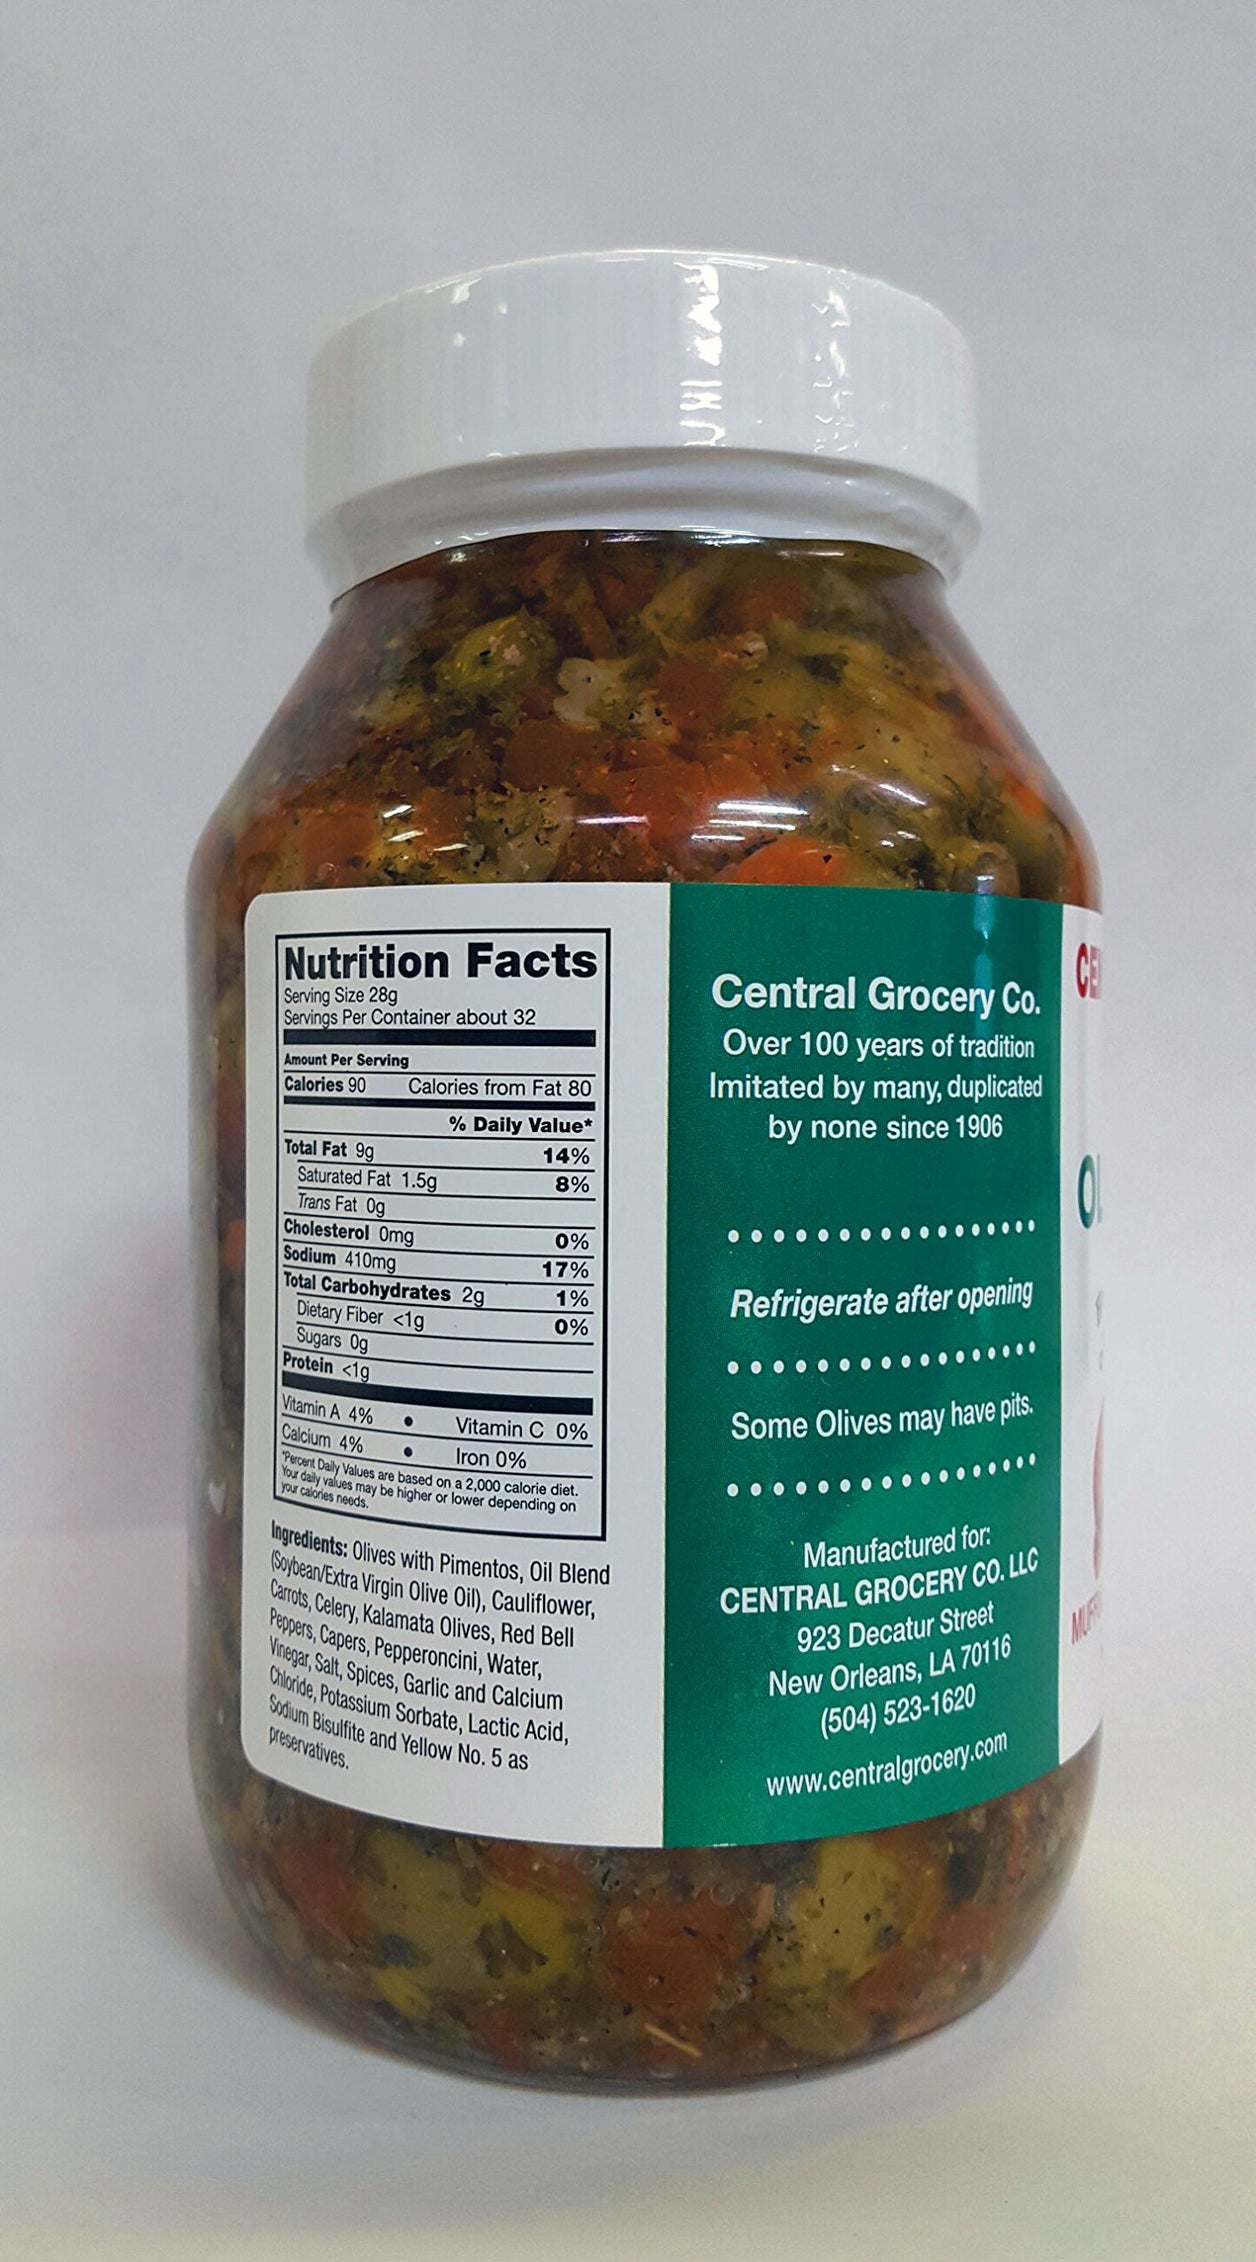 Nutrition Facts
Serving Size 28g
Servings Per Container about 32
Amount Per Serving
Calories 90 Calories from Fat 80
% Daily Value*
Total Fat 9g 14%
Saturated Fat 1.5g 8%
Trans Fat 0g
Cholesterol 0mg 0%
Sodium 410mg 17%
Total Carbohydrates 2g 1%
Dietary Fiber <1g 0%
Sugars 0g
Protein <1g
Vitamin A 4% • Vitamin C 0%
Calcium 4% • Iron 0%
*Percent Daily Values are based on a 2,000 calorie diet.
Your daily values may be higher or lower depending on
your calories needs.
Ingredients: Olives with Pimentos, Oil Blend
(Soybean/Extra Virgin Olive Oil), Cauliflower,
Carrots, Celery, Kalamata Olives, Red Bell
Peppers, Capers, Pepperoncini, Water,
Vinegar, Salt, Spices, Garlic and Calcium
Chloride, Potassium Sorbate, Lactic Acid,
Sodium Bisulfite and Yellow No. 5 as
preservatives.
Central Grocery Co.
Over 100 years of tradition
Imitated by many, duplicated
by none since 1906
Refrigerate after opening
Some Olives may have pits.
Manufactured for:
CENTRAL GROCERY CO. LLC
923 Decatur Street
New Orleans, LA 70116
(504) 523-1620
www.centralgrocery.com